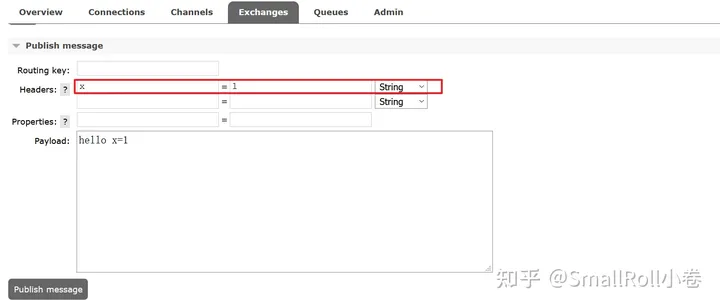 Overview Connections Channels Exchanges Queues Admin
Publish message
Routing key:
Headers: ? x = 1 String
= String
Properties: ? =
Payload: hello x=1
Publish message
知乎 @SmallRoll小卷